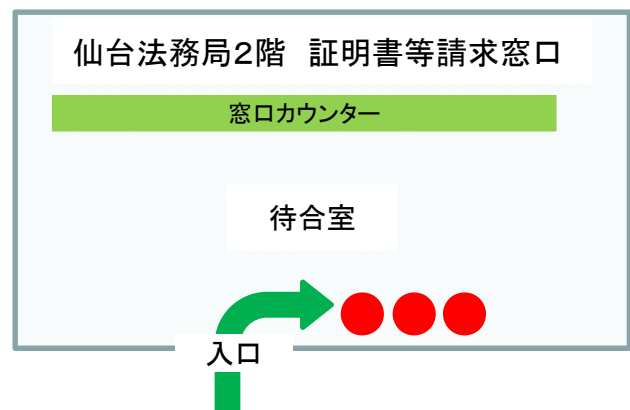 仙台法務局２階　証明書等請求窓口
窓口カウンター
待合室
入口